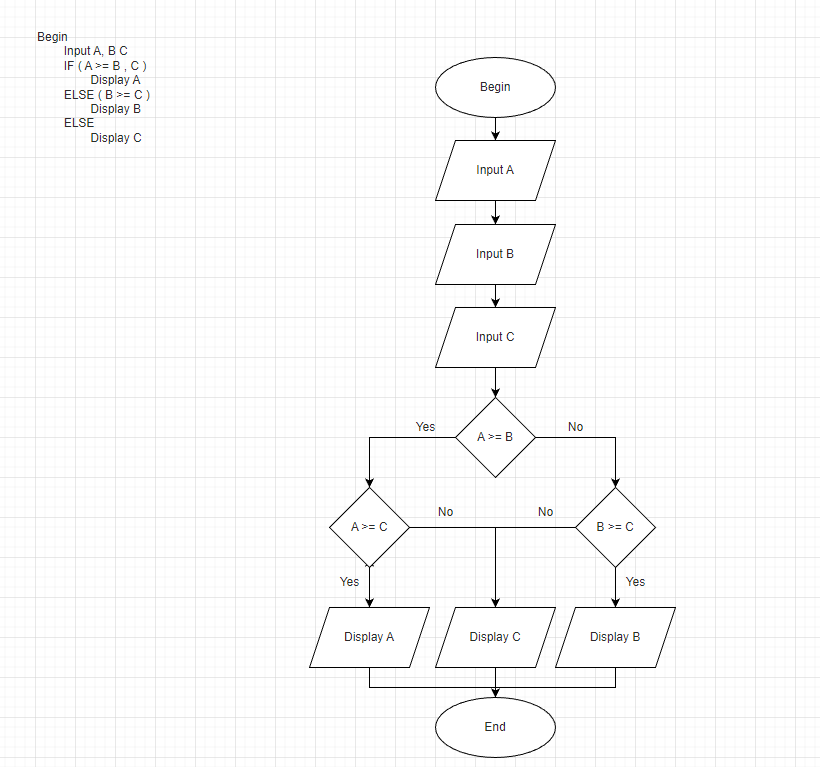 Begin
Input A, B C
IF ( A >= B , C )
Display A
ELSE ( B >= C )
Display B
ELSE
Display C
Begin
Input A
Input B
Input C
A >= B
Yes
No
A >= C
No
No
B >= C
Yes
Yes
Display A
Display C
Display B
End